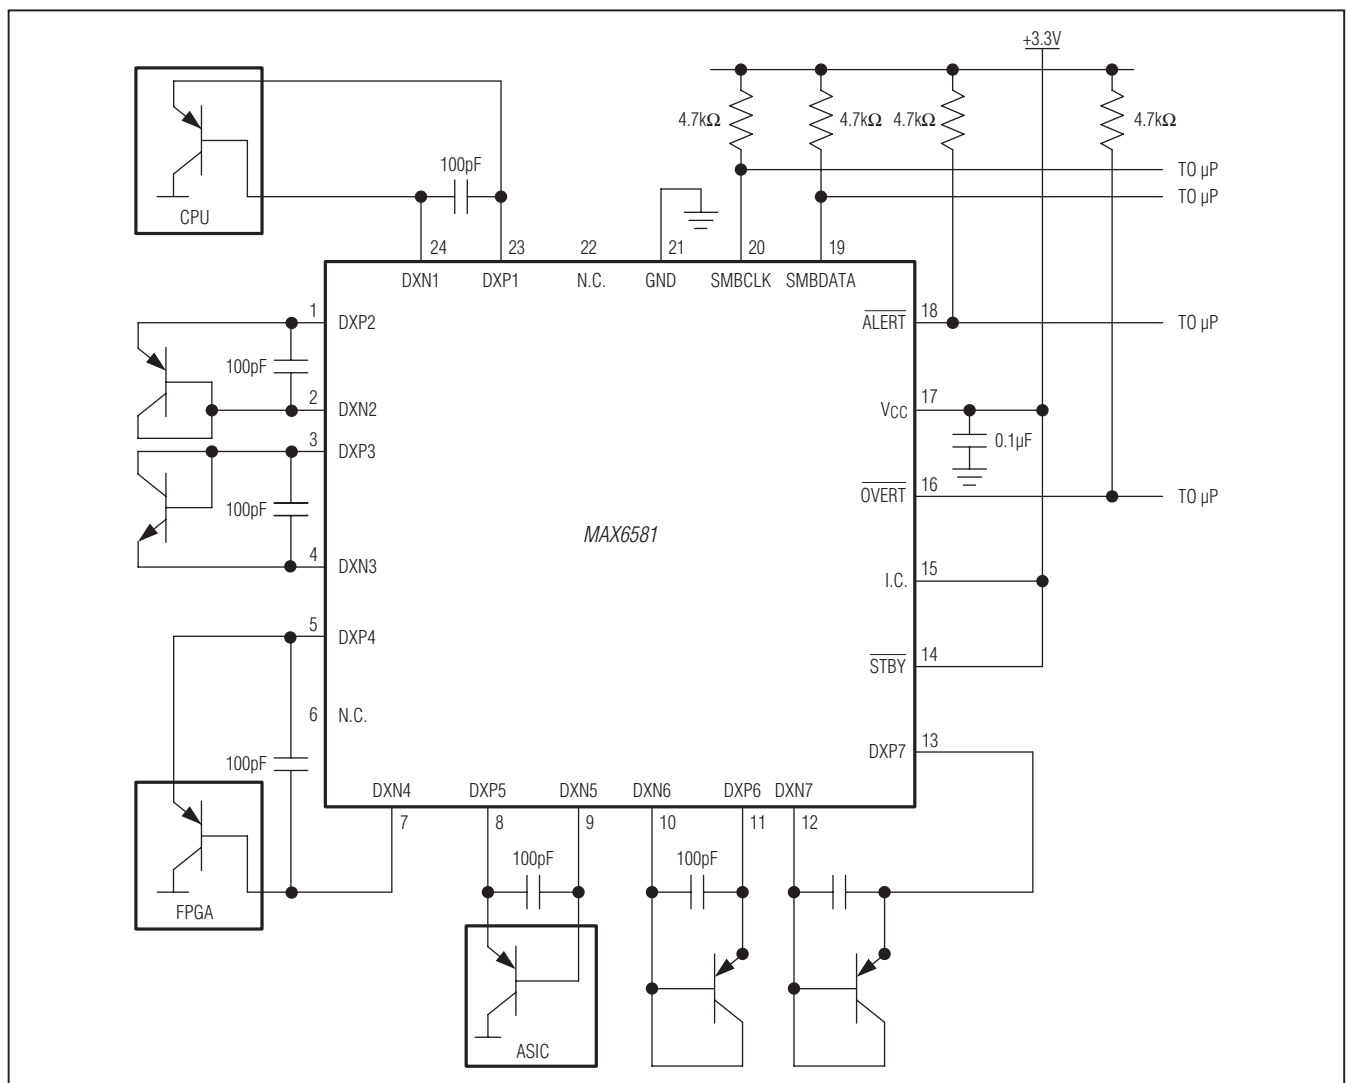 +3.3V
4.7kΩ
4.7kΩ
4.7kΩ
4.7kΩ
100pF
TO µP
TO µP
CPU
24
23
22
21
20
19
DXN1
DXP1
N.C.
GND
SMBCLK
SMBDATA
1
DXP2
ALERT
18
TO µP
100pF
2
DXN2
VCC
17
3
DXP3
0.1µF
100pF
OVERT
16
TO µP
MAX6581
4
DXN3
I.C.
15
5
DXP4
STBY
14
6
N.C.
DXP7
13
100pF
DXN4
DXP5
DXN5
DXN6
DXP6
DXN7
7
8
9
10
11
12
100pF
100pF
FPGA
ASIC